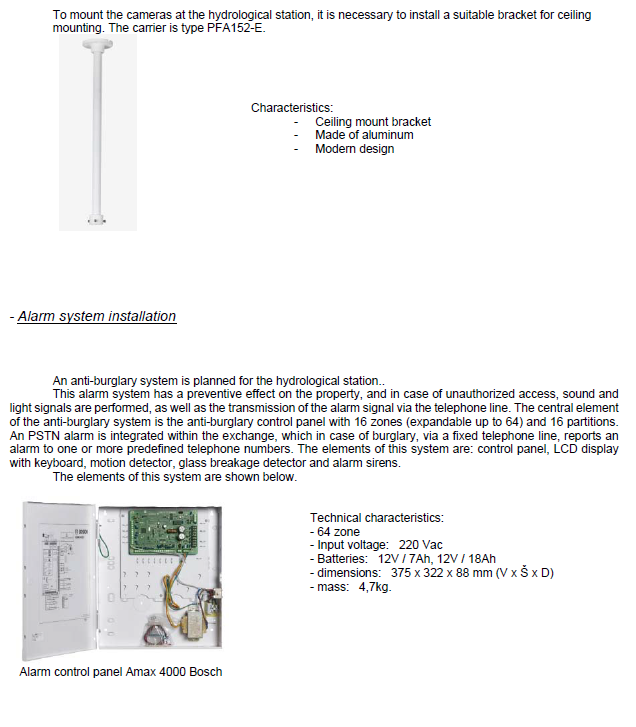 To mount the cameras at the hydrological station, it is necessary to install a suitable bracket for ceiling
mounting. The carrier is type PFA152-E.
Characteristics:
- Ceiling mount bracket
- Made of aluminum
- Modern design
- Alarm system installation
An anti-burglary system is planned for the hydrological station..
This alarm system has a preventive effect on the property, and in case of unauthorized access, sound and
light signals are performed, as well as the transmission of the alarm signal via the telephone line. The central element
of the anti-burglary system is the anti-burglary control panel with 16 zones (expandable up to 64) and 16 partitions.
An PSTN alarm is integrated within the exchange, which in case of burglary, via a fixed telephone line, reports an
alarm to one or more predefined telephone numbers. The elements of this system are: control panel, LCD display
with keyboard, motion detector, glass breakage detector and alarm sirens.
The elements of this system are shown below.
BOSCH
Technical characteristics:
- 64 zone
- Input voltage: 220 Vac
- Batteries: 12V / 7Ah, 12V / 18Ah
- dimensions: 375 x 322 x 88 mm (V x Š x D)
- mass: 4,7kg.
Alarm control panel Amax 4000 Bosch